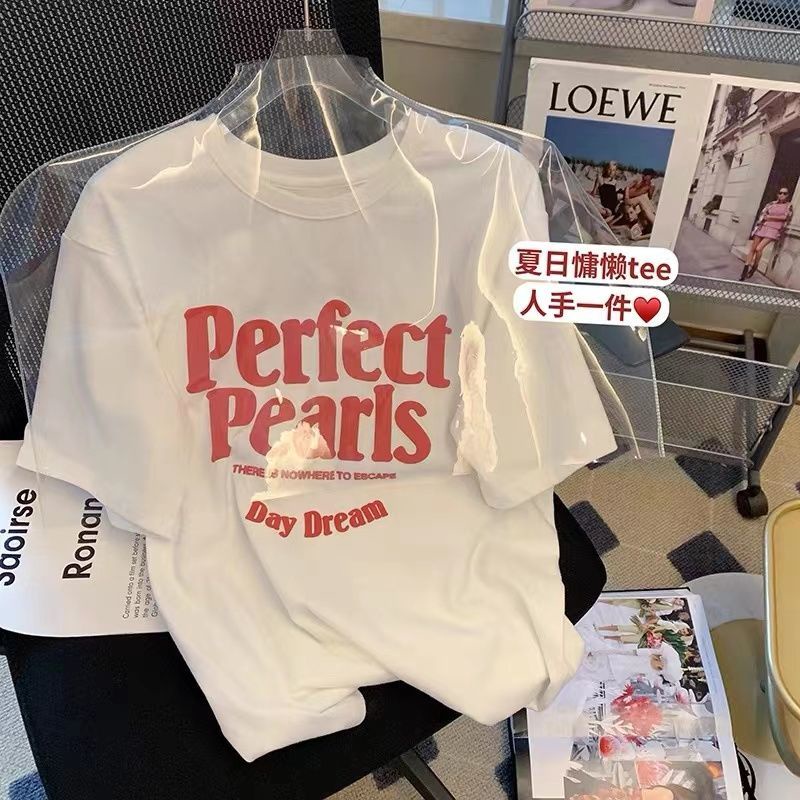 LOEWE
夏日慵懒tee
人手一件❤️
Perfect
Pearls
THERE IS NOWHERE TO ESCAPE
Day Dream
Saoirse
Ronan